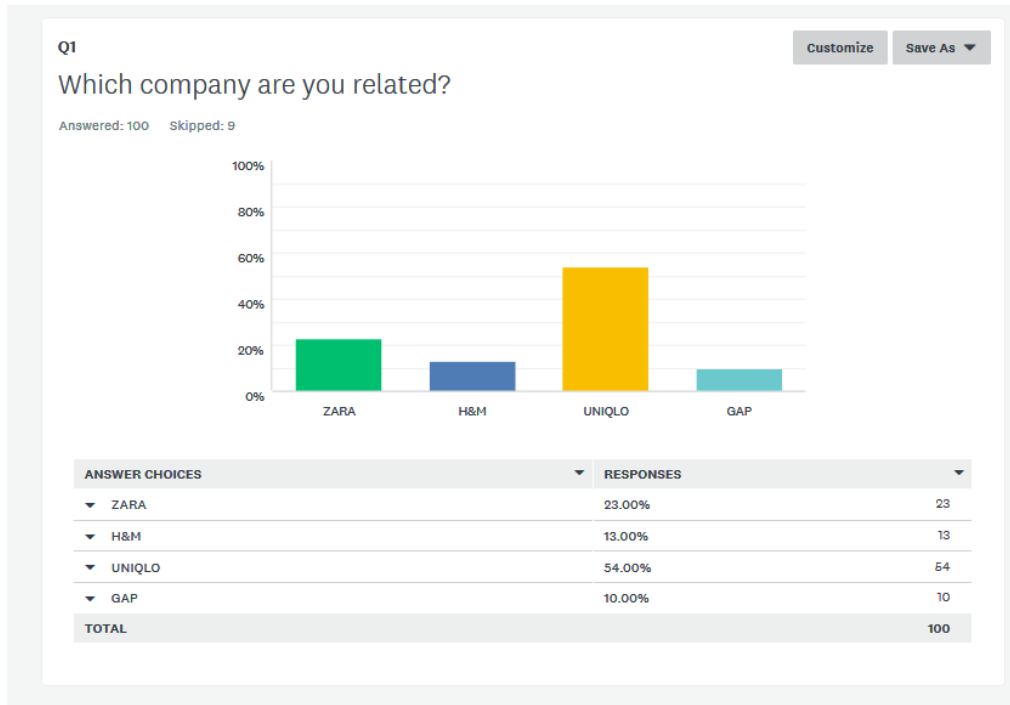 Q1
Customize
Save As
Which company are you related?
Answered: 100 Skipped: 9
100%
80%
60%
40%
20%
0%
ZARA H&M UNIQLO GAP
ANSWER CHOICES RESPONSES
ZARA 23.00% 23
H&M 13.00% 13
UNIQLO 54.00% 54
GAP 10.00% 10
TOTAL 100